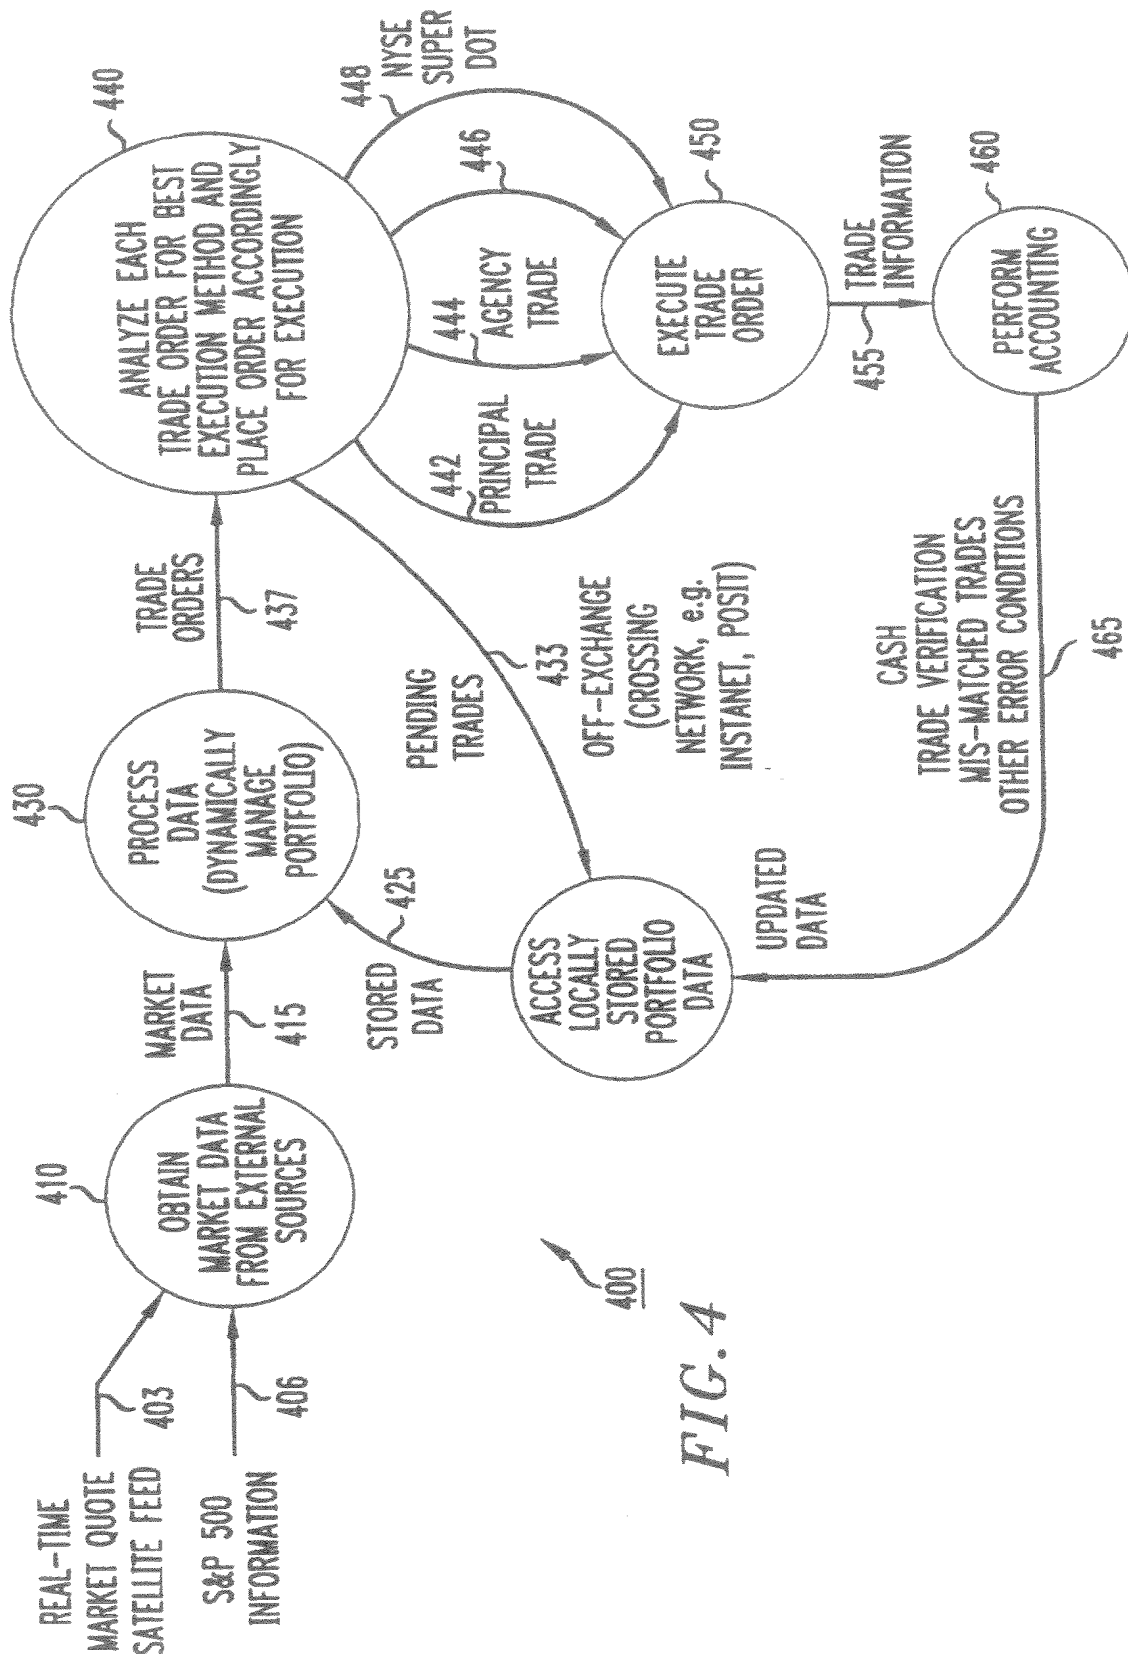 REAL-TIME
MARKET QUOTE
SATELLITE FEED
403
S&P 500
INFORMATION
406
410
OBTAIN
MARKET DATA
FROM EXTERNAL
SOURCES
MARKET
DATA
415
430
PROCESS
DATA
(DYNAMICALLY
MANAGE
PORTFOLIO)
STORED
DATA
425
ACCESS
LOCALLY
STORED
PORTFOLIO
DATA
TRADE
ORDERS
437
440
ANALYZE EACH
TRADE ORDER FOR BEST
EXECUTION METHOD AND
PLACE ORDER ACCORDINGLY
FOR EXECUTION
PENDING
TRADES
433
OFF-EXCHANGE
(CROSSING
NETWORK, e.g.
INSTANET, POSIT)
442
PRINCIPAL
TRADE
444
AGENCY
TRADE
446
448
NYSE
SUPER
DOT
450
EXECUTE
TRADE
ORDER
455
TRADE
INFORMATION
460
PERFORM
ACCOUNTING
UPDATED
DATA
CASH
TRADE VERIFICATION
MIS-MATCHED TRADES
OTHER ERROR CONDITIONS
465
400
FIG. 4